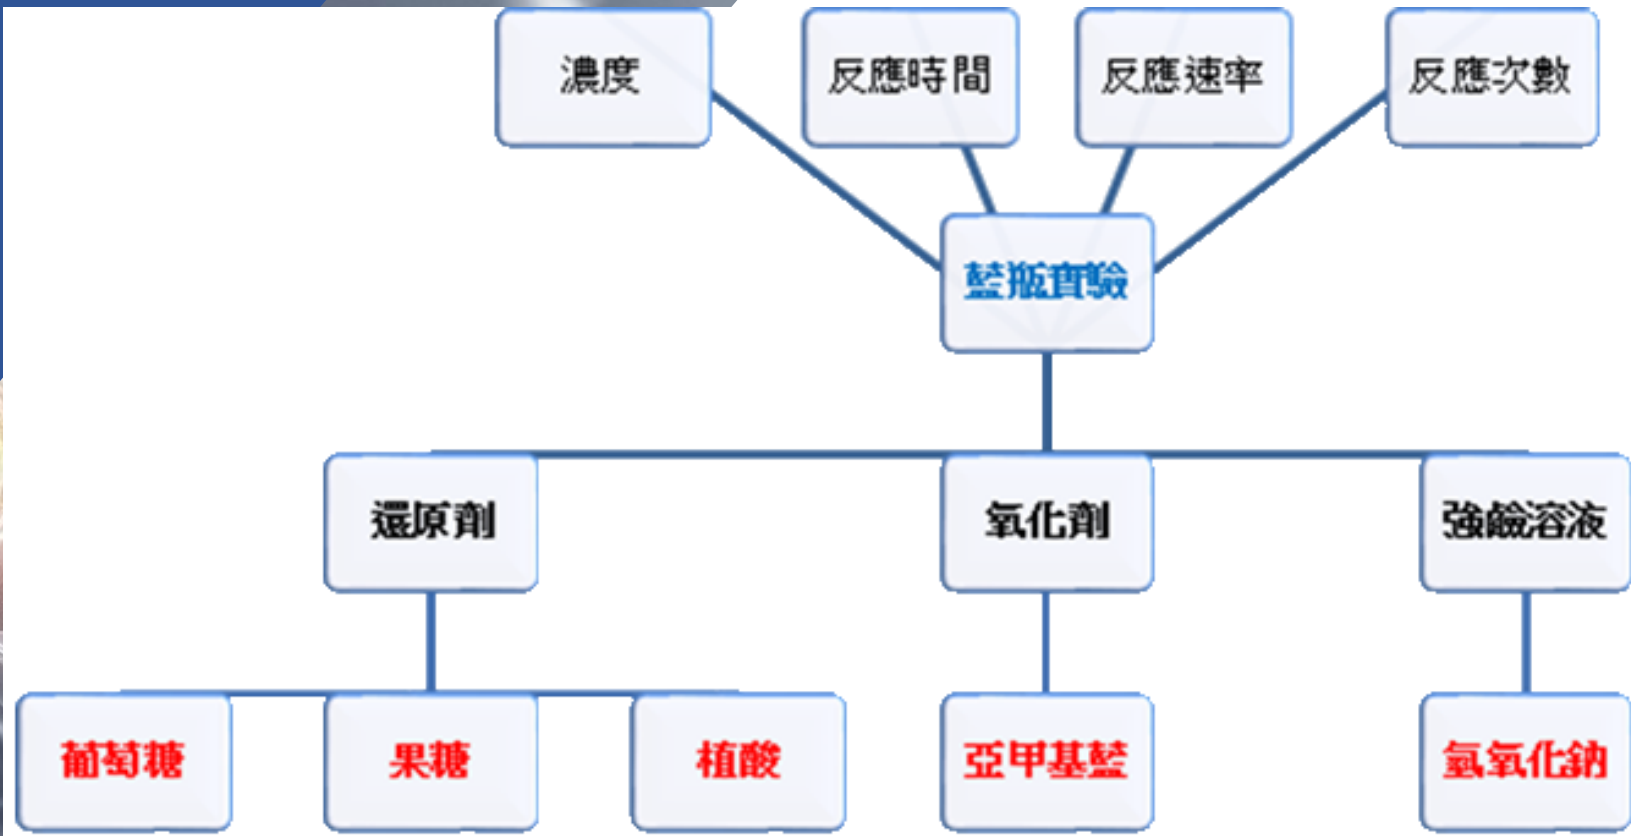 濃度
反應時間
反應速率
反應次數
藍瓶實驗
還原劑
氧化劑
強鹼溶液
葡萄糖
果糖
植酸
亞甲基藍
氫氧化鈉